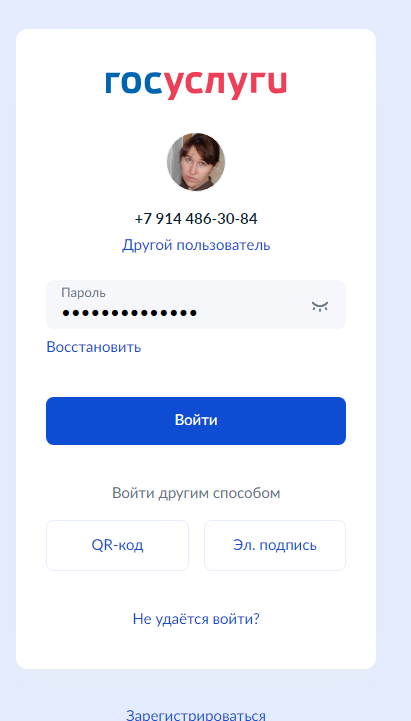 госуслуги
+7 914 486-30-84
Другой пользователь
Пароль
••••••••••••••
Восстановить
Войти
Войти другим способом
QR-код
Эл. подпись
Не удаётся войти?
Зарегистрироваться